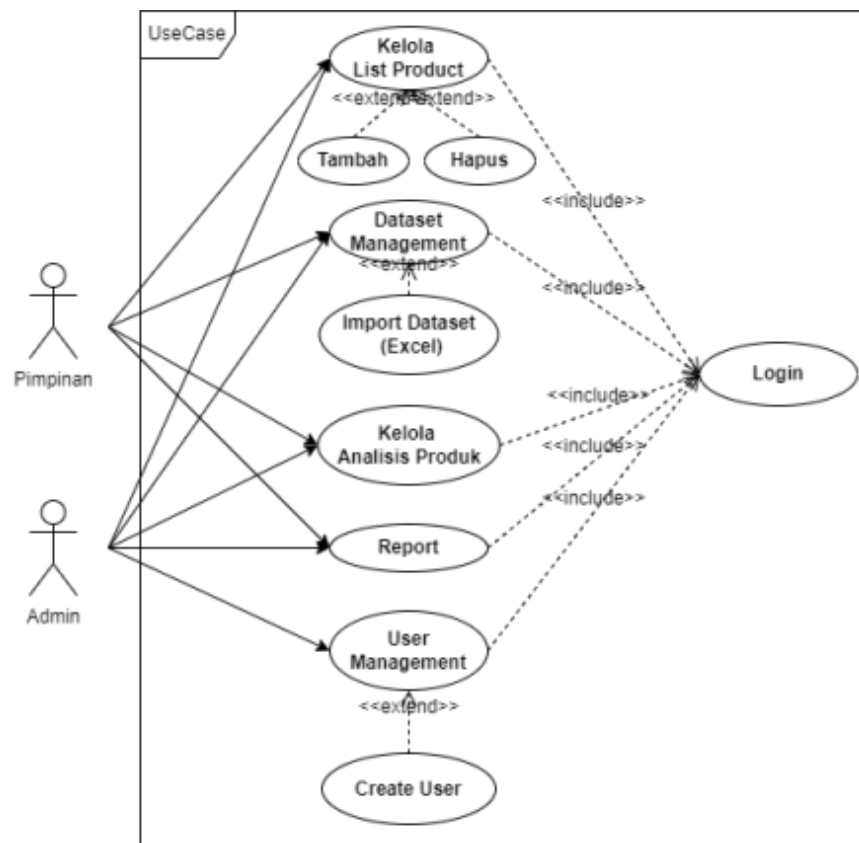 UseCase
Kelola
List Product
<<extend>>
<<extend>>
Tambah
Hapus
<<include>>
Dataset
Management
<<extend>>
<<include>>
Import Dataset
(Excel)
Pimpinan
Login
<<include>>
Kelola
Analisis Produk
<<include>>
<<include>>
Report
Admin
User
Management
<<extend>>
Create User